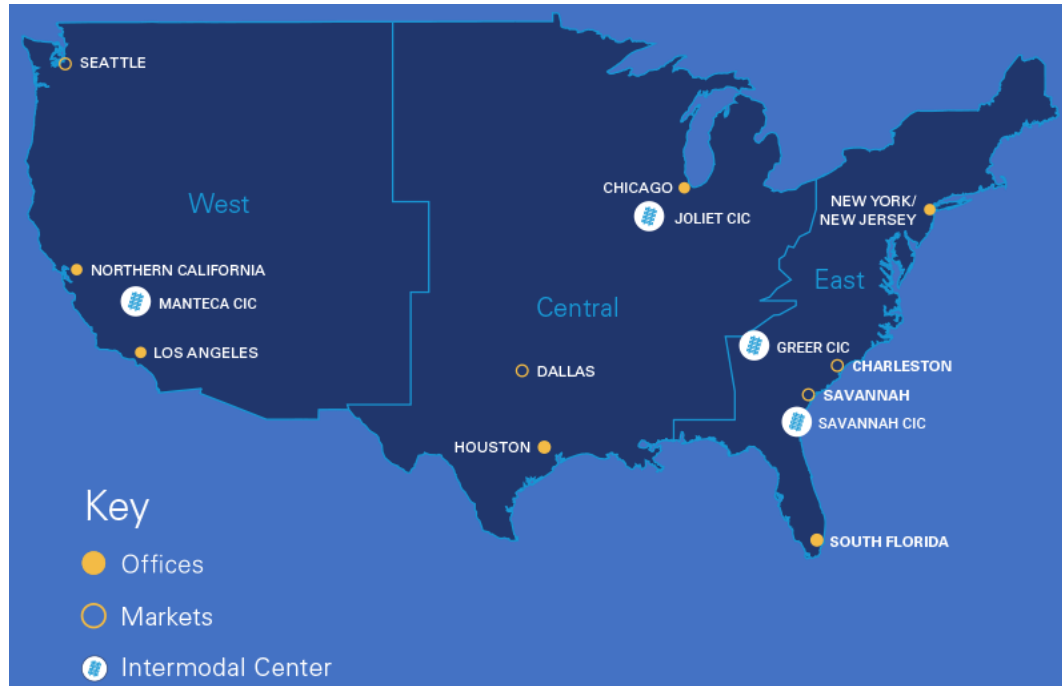 SEATTLE
West
CHICAGO
JOLIET CIC
NEW YORK/
NEW JERSEY
NORTHERN CALIFORNIA
MANTECA CIC
East
Central
LOS ANGELES
GREER CIC
DALLAS
CHARLESTON
SAVANNAH
SAVANNAH CIC
HOUSTON
SOUTH FLORIDA
Key
Offices
Markets
Intermodal Center